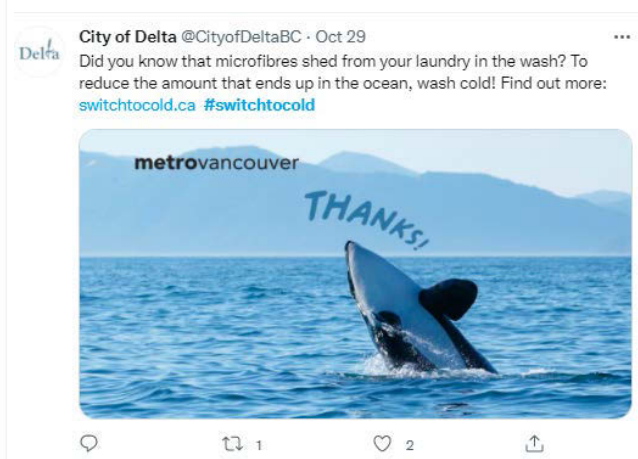 Delta
City of Delta @CityofDeltaBC · Oct 29
Did you know that microfibres shed from your laundry in the wash? To
reduce the amount that ends up in the ocean, wash cold! Find out more:
switchtocold.ca #switchtocold
metrovancouver
THANKS!
1
2